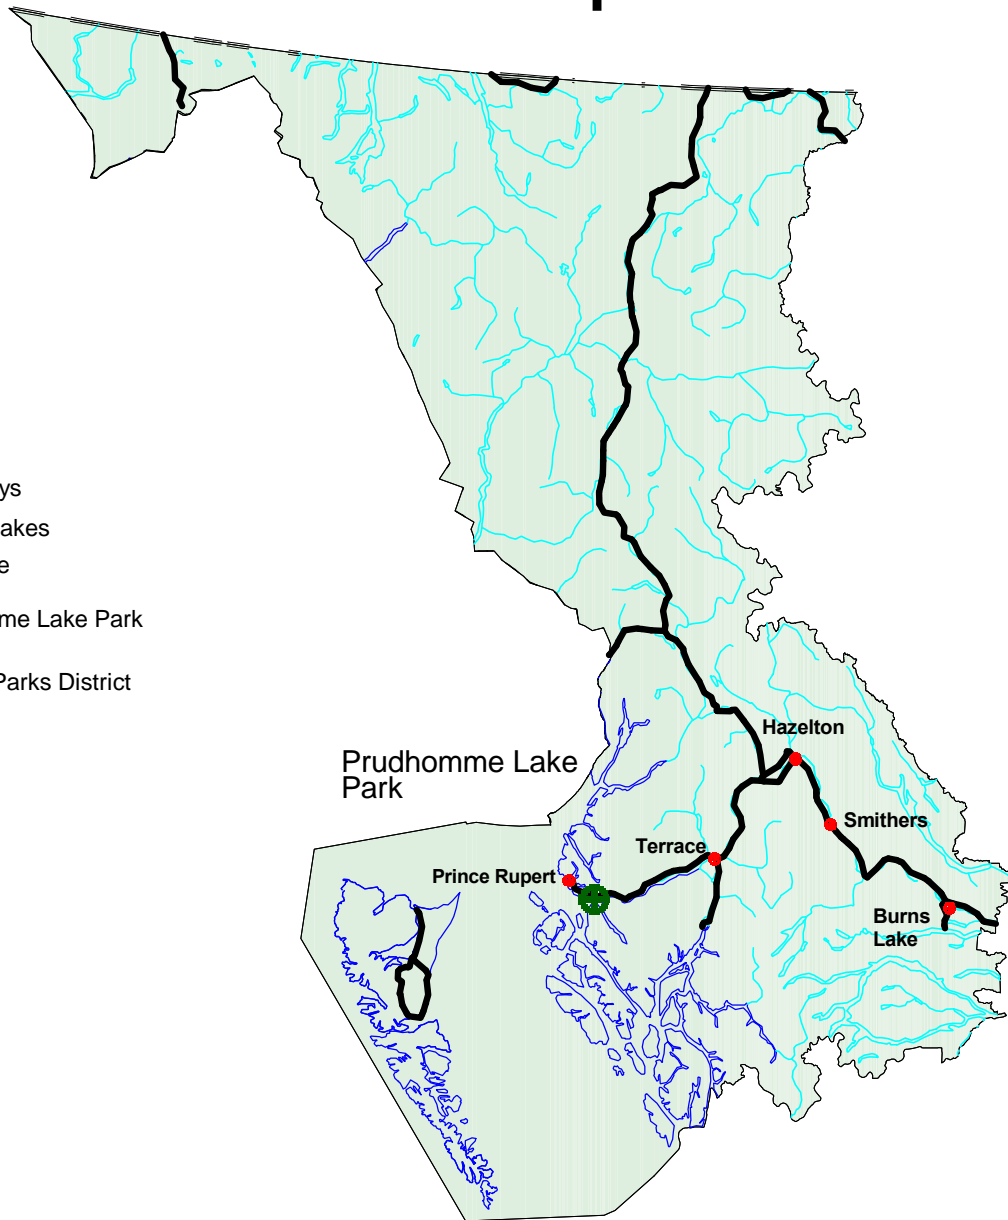 ys
akes
e
me Lake Park
Parks District
Hazelton
Prudhomme Lake
Park
Smithers
Terrace
Prince Rupert
Burns
Lake